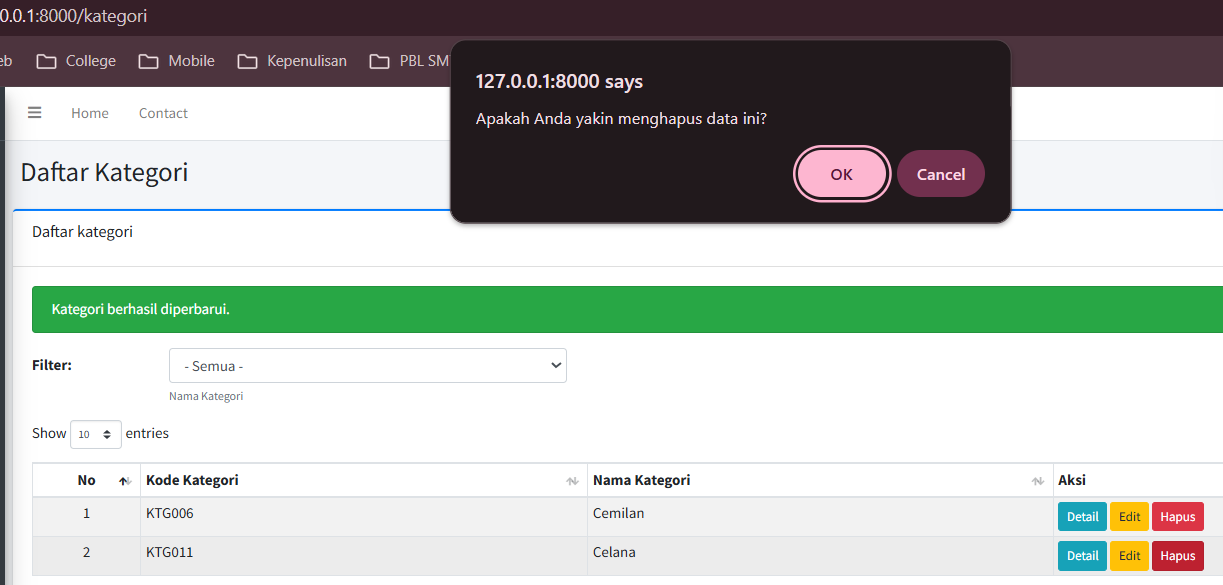 0.0.1:8000/kategori
eb College Mobile Kepenulisan PBL SM
127.0.0.1:8000 says
Apakah Anda yakin menghapus data ini?
OK Cancel
Home Contact
Daftar Kategori
Daftar kategori
Kategori berhasil diperbarui.
Filter: - Semua -
Nama Kategori
Show 10 entries
No Kode Kategori Nama Kategori Aksi
1 KTG006 Cemilan Detail Edit Hapus
2 KTG011 Celana Detail Edit Hapus